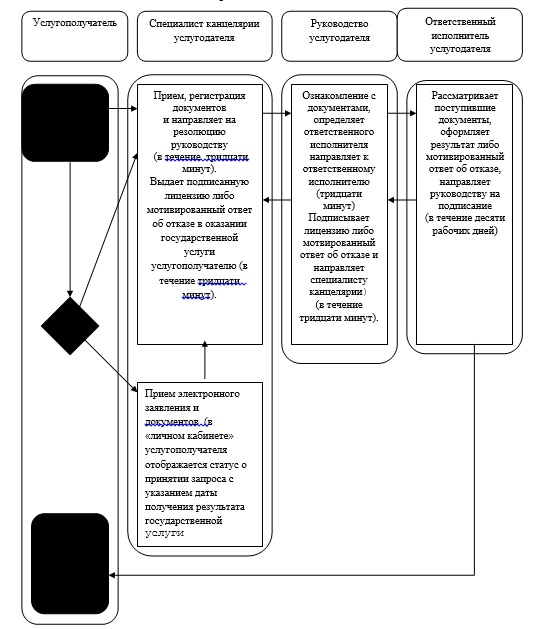 Услугополучатель
Специалист канцелярии
услугодателя
Руководство
услугодателя
Ответственный
исполнитель
услугодателя
Прием, регистрация
документов
и направляет на
резолюцию
руководству
(в течение тридцати
минут).
Выдает подписанную
лицензию либо
мотивированный ответ
об отказе в оказании
государственной
услуги
услугополучателю (в
течение тридцати
минут).
Ознакомление с
документами,
определяет
ответственного
исполнителя
направляет к
ответственному
исполнителю
(тридцати
минут)
Подписывает
лицензию либо
мотвированный
ответ об отказе и
направляет
специалисту
канцелярии)
(в течение
тридцати минут).
Рассматривает
поступившие
документы,
оформляет
результат либо
мотивированный
ответ об отказе,
направляет
руководству на
подписание
(в течение десяти
рабочих дней)
Прием электронного
заявления и
документов (в
«личном кабинете»
услугополучателя
отображается статус о
принятии запроса с
указанием даты
получения результата
государственной
услуги